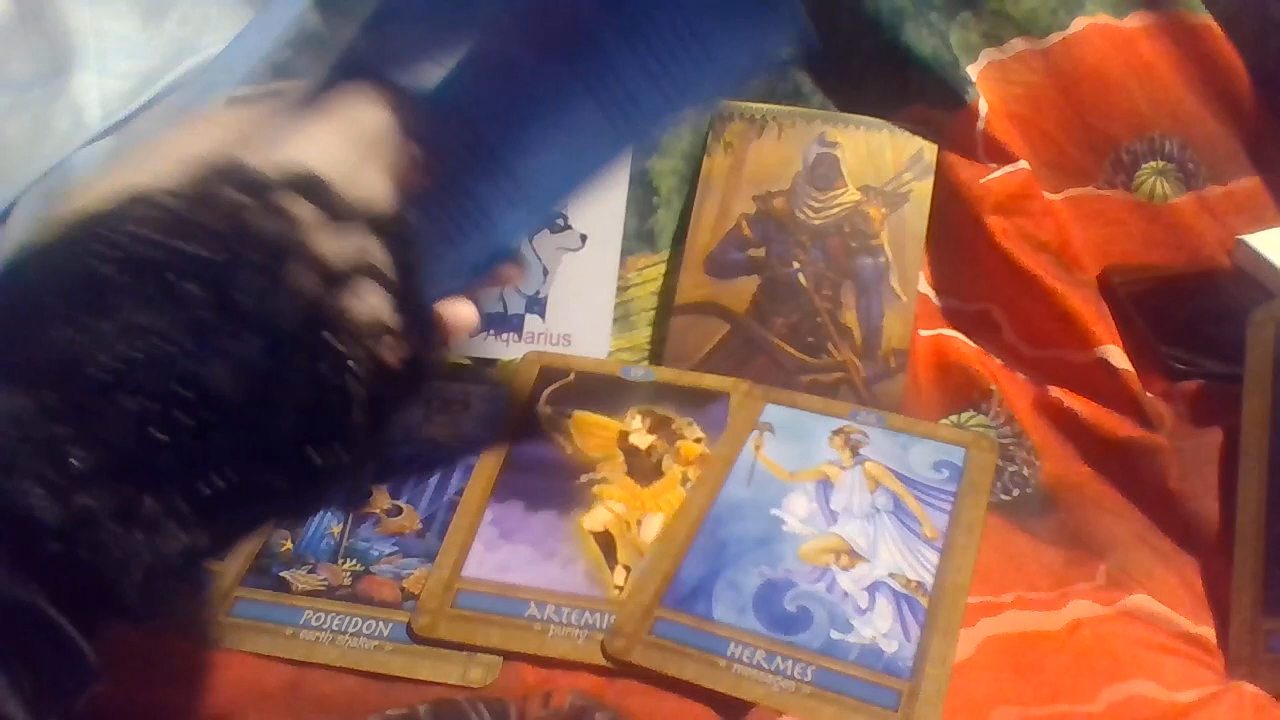 Aquarius
POSEIDON
earth shaker
ARTEMIS
purity
HERMES
messages